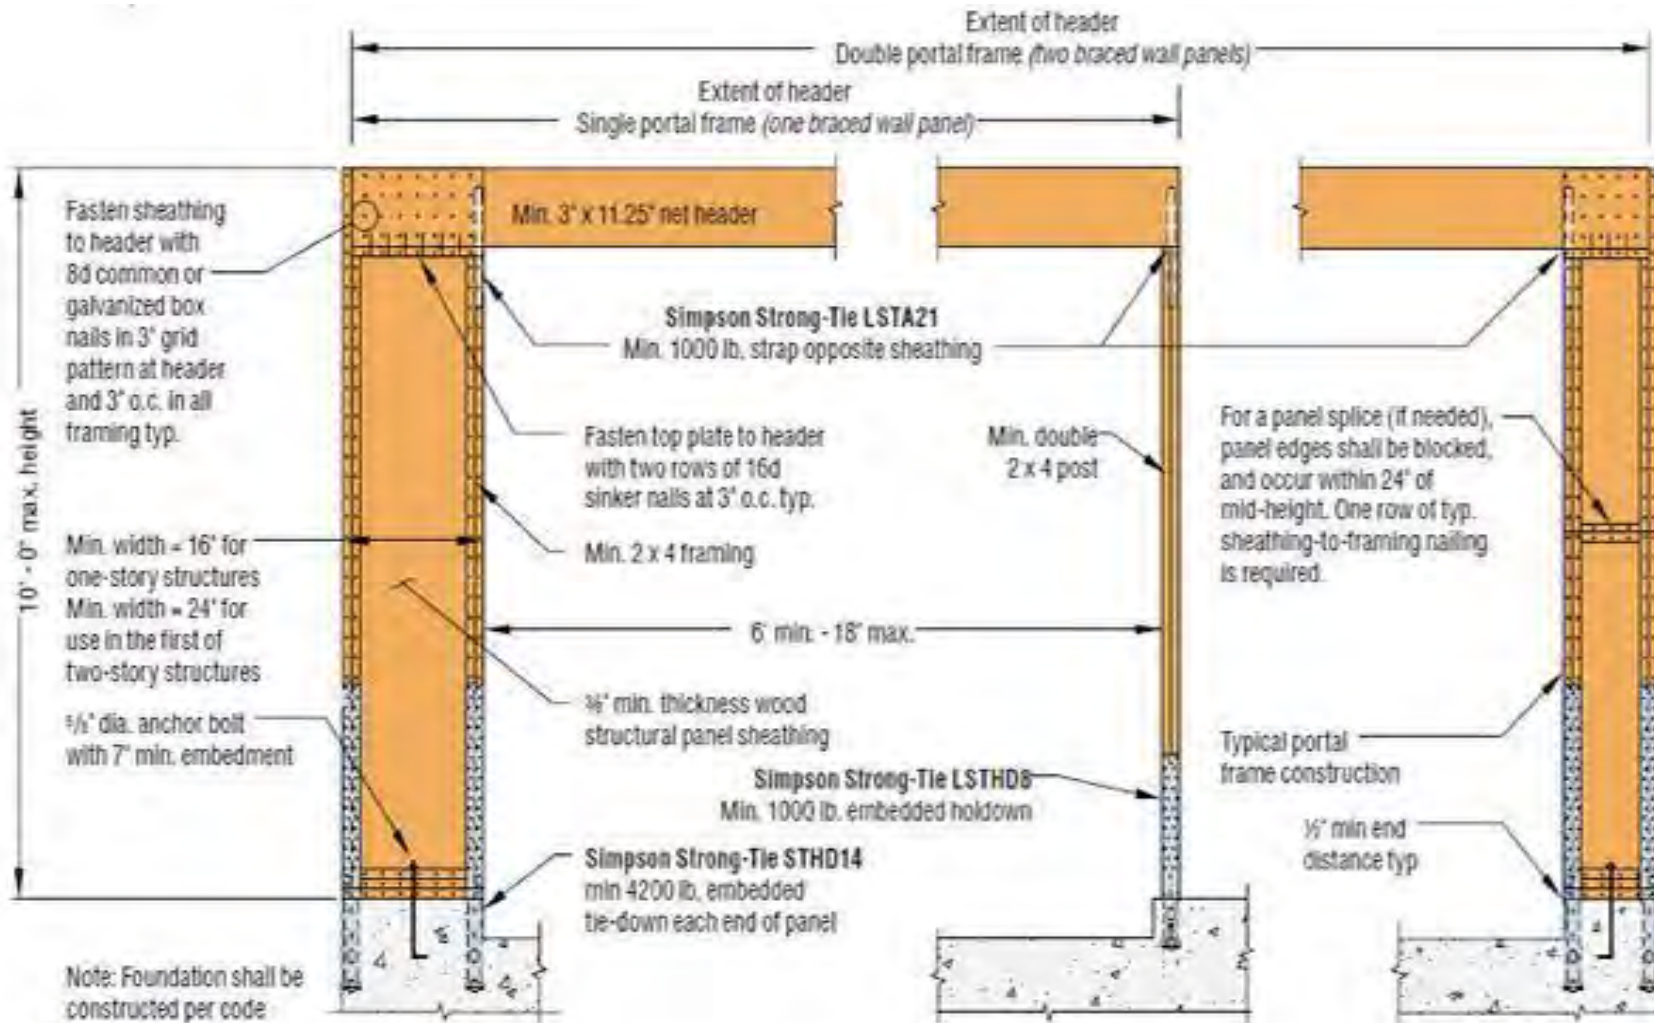 Extent of header
Double portal frame (two braced wall panels)
Extent of header
Single portal frame (one braced wall panel)
Fasten sheathing
to header with
8d common or
galvanized box
nails in 3" grid
pattern at header
and 3" o.c. in all
framing typ.
Min. 3" x 11.25" net header
Simpson Strong-Tie LSTA21
Min. 1000 lb. strap opposite sheathing
10' - 0" max. height
Fasten top plate to header
with two rows of 16d
sinker nails at 3" o.c. typ.
Min. double
2 x 4 post
For a panel splice (if needed),
panel edges shall be blocked,
and occur within 24" of
mid-height. One row of typ.
sheathing-to-framing nailing
is required.
Min. width = 16" for
one-story structures
Min. width = 24" for
use in the first of
two-story structures
Min. 2 x 4 framing
6' min. - 18' max.
⅜" min. thickness wood
structural panel sheathing
⅝" dia. anchor bolt
with 7" min. embedment
Typical portal
frame construction
Simpson Strong-Tie LSTHD8
Min. 1000 lb. embedded holdown
½" min end
distance typ
Simpson Strong-Tie STHD14
min 4200 lb. embedded
tie-down each end of panel
Note: Foundation shall be
constructed per code